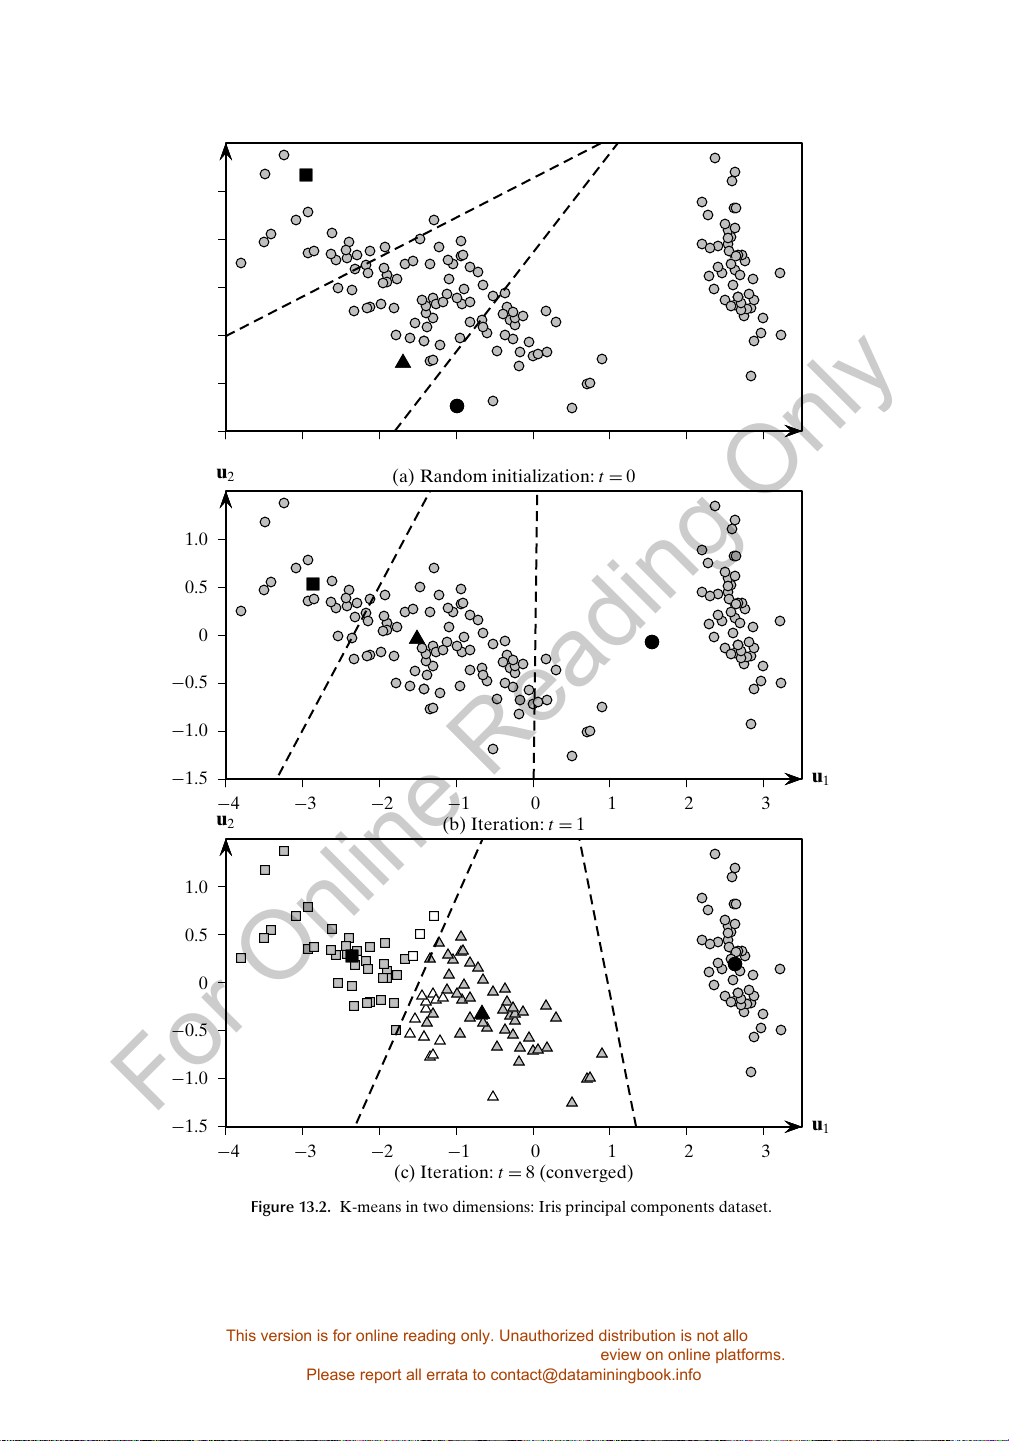 u2
(a) Random initialization: t = 0
1.0
0.5
0
−0.5
−1.0
−1.5
u1
−4 −3 −2 −1 0 1 2 3
(b) Iteration: t = 1
u2
1.0
0.5
0
−0.5
−1.0
−1.5
u1
−4 −3 −2 −1 0 1 2 3
(c) Iteration: t = 8 (converged)
Figure 13.2. K-means in two dimensions: Iris principal components dataset.
For Online Reading Only
This version is for online reading only. Unauthorized distribution is not allo
eview on online platforms.
Please report all errata to contact@dataminingbook.info